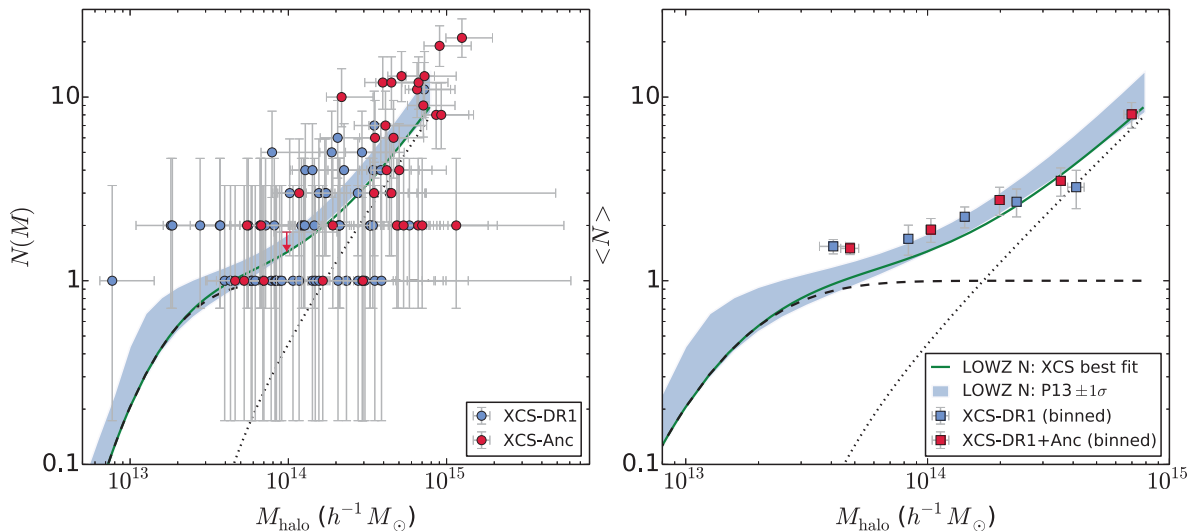 N(M)
10
1
0.1
10^13
10^14
10^15
M_halo (h^−1 M_⊙)
XCS-DR1
XCS-Anc
<N>
10
1
0.1
10^13
10^14
10^15
M_halo (h^−1 M_⊙)
LOWZ N: XCS best fit
LOWZ N: P13 ±1σ
XCS-DR1 (binned)
XCS-DR1+Anc (binned)